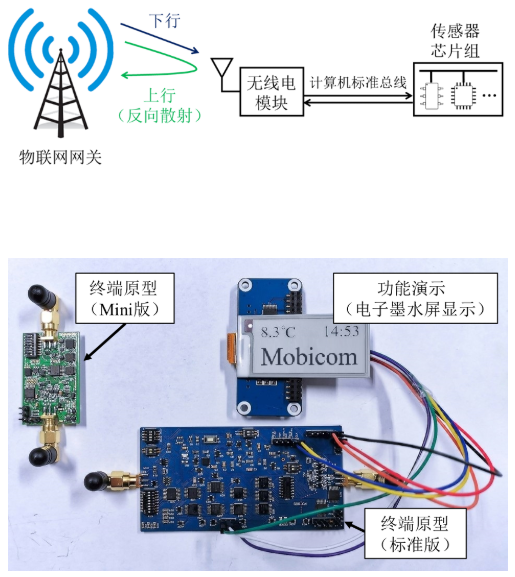 下行
上行
（反向散射）
物联网网关
无线电
模块
计算机标准总线
传感器
芯片组
···
终端原型
（Mini版）
功能演示
（电子墨水屏显示）
8.3℃ 14:53
Mobicom
终端原型
（标准版）